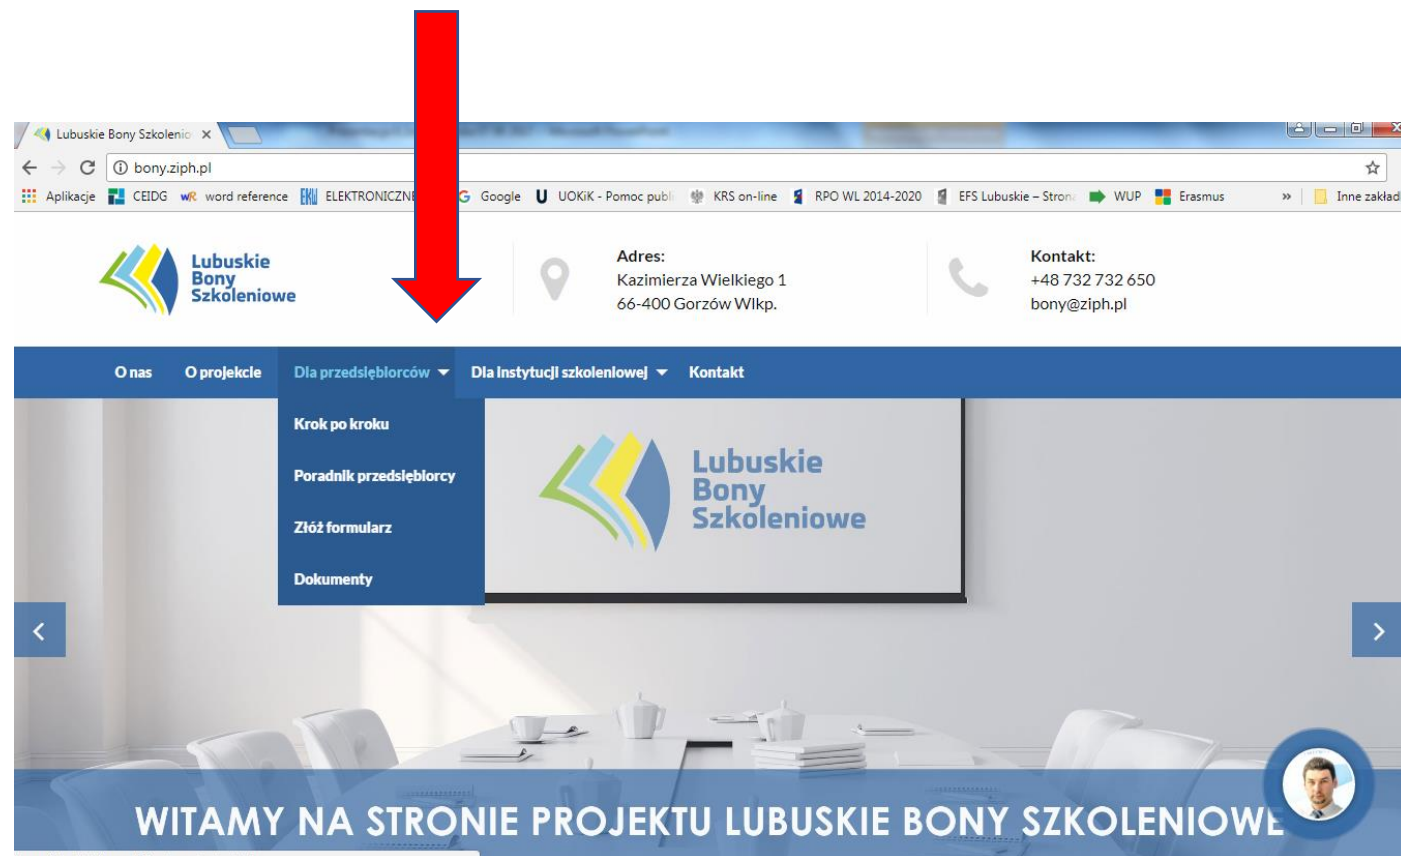 Lubuskie Bony Szkolenio
bony.ziph.pl
Aplikacje CEIDG wR word reference EKW ELEKTRONICZNE G Google U UOKiK - Pomoc publi KRS on-line RPO WL 2014-2020 EFS Lubuskie – Stron WUP Erasmus » Inne zakład
Lubuskie
Bony
Szkoleniowe
Adres:
Kazimierza Wielkiego 1
66-400 Gorzów Wlkp.
Kontakt:
+48 732 732 650
bony@ziph.pl
O nas O projekcie Dla przedsiębiorców Dla instytucji szkoleniowej Kontakt
Krok po kroku
Poradnik przedsiębiorcy
Złóż formularz
Dokumenty
Lubuskie
Bony
Szkoleniowe
WITAMY NA STRONIE PROJEKTU LUBUSKIE BONY SZKOLENIOWE